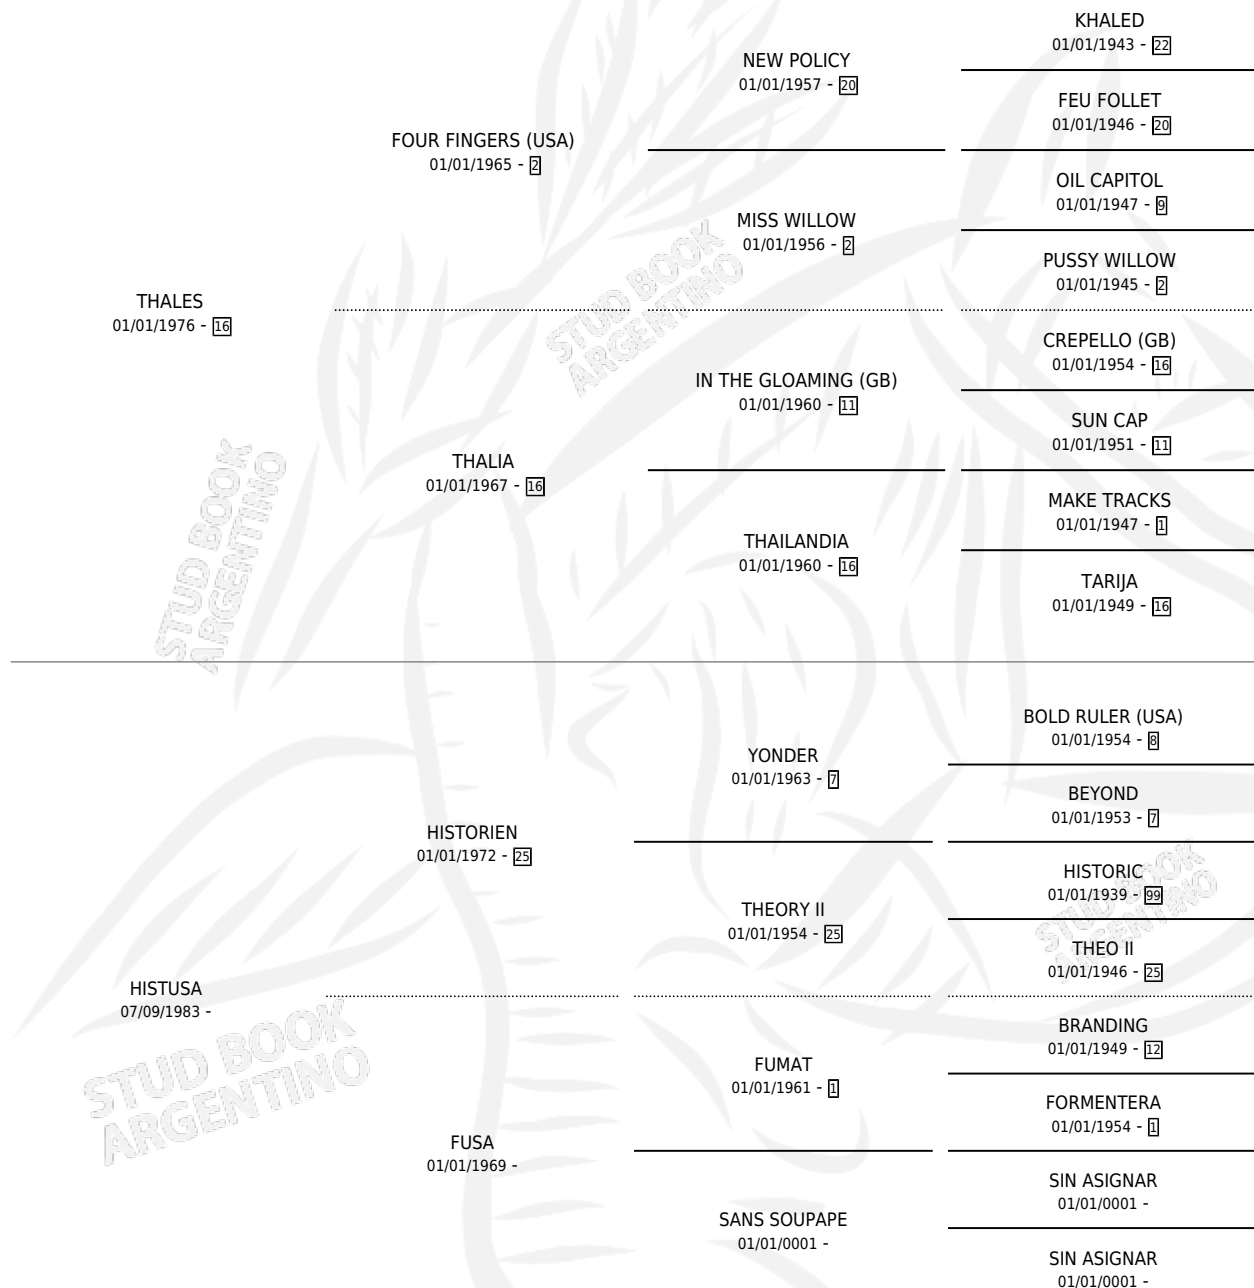 KHALED
01/01/1943 - 22
NEW POLICY
01/01/1957 - 20
FEU FOLLET
01/01/1946 - 20
FOUR FINGERS (USA)
01/01/1965 - 2
OIL CAPITOL
01/01/1947 - 9
MISS WILLOW
01/01/1956 - 2
PUSSY WILLOW
01/01/1945 - 2
THALES
01/01/1976 - 16
CREPELLO (GB)
01/01/1954 - 16
IN THE GLOAMING (GB)
01/01/1960 - 11
SUN CAP
01/01/1951 - 11
THALIA
01/01/1967 - 16
MAKE TRACKS
01/01/1947 - 1
THAILANDIA
01/01/1960 - 16
TARIJA
01/01/1949 - 16
BOLD RULER (USA)
01/01/1954 - 8
YONDER
01/01/1963 - 7
BEYOND
01/01/1953 - 7
HISTORIEN
01/01/1972 - 25
HISTORIC
01/01/1939 - 99
THEORY II
01/01/1954 - 25
THEO II
01/01/1946 - 25
HISTUSA
07/09/1983 -
BRANDING
01/01/1949 - 12
FUMAT
01/01/1961 - 1
FORMENTERA
01/01/1954 - 1
FUSA
01/01/1969 -
SIN ASIGNAR
01/01/0001 -
SANS SOUPAPE
01/01/0001 -
SIN ASIGNAR
01/01/0001 -
STUD BOOK
ARGENTINO
STUD BOOK
ARGENTINO
STUD BOOK
ARGENTINO
STUD BOOK
ARGENTINO